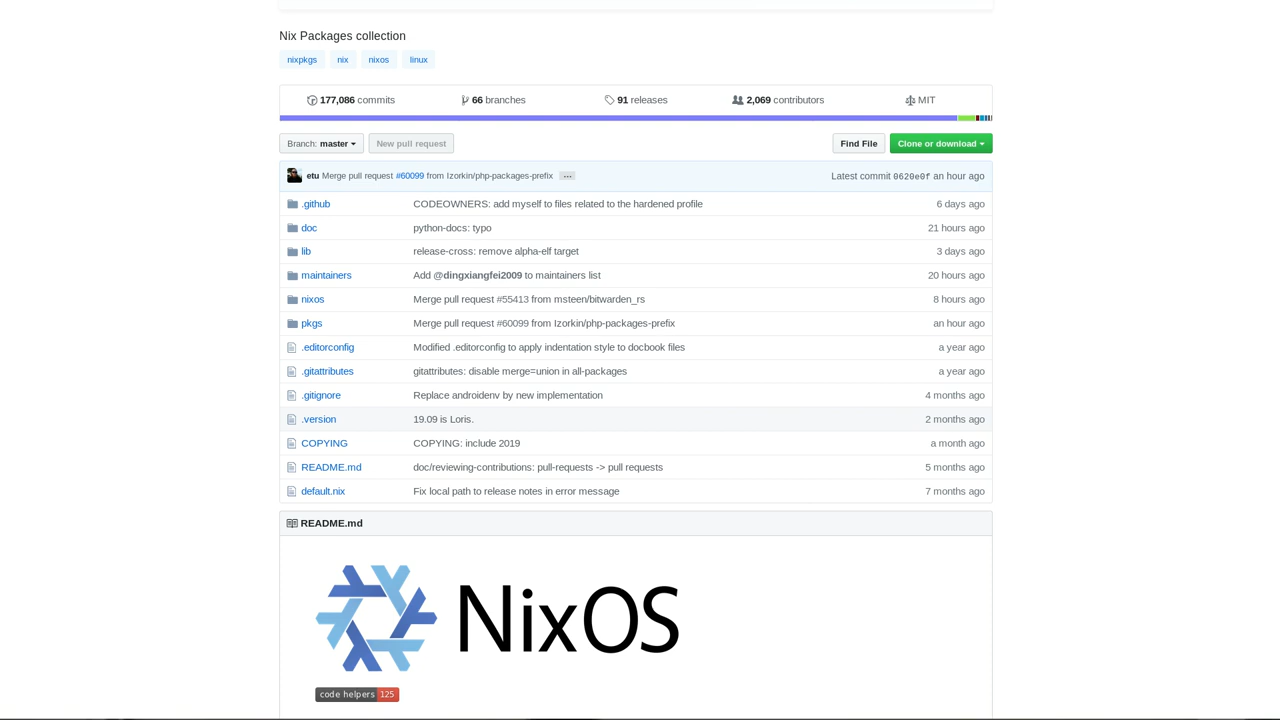 Nix Packages collection
nixpkgs nix nixos linux
177,086 commits 66 branches 91 releases 2,069 contributors MIT
Branch: master New pull request Find File Clone or download
etu Merge pull request #60099 from Izorkin/php-packages-prefix … Latest commit 0620e0f an hour ago
.github CODEOWNERS: add myself to files related to the hardened profile 6 days ago
doc python-docs: typo 21 hours ago
lib release-cross: remove alpha-elf target 3 days ago
maintainers Add @dingxiangfei2009 to maintainers list 20 hours ago
nixos Merge pull request #55413 from msteen/bitwarden_rs 8 hours ago
pkgs Merge pull request #60099 from Izorkin/php-packages-prefix an hour ago
.editorconfig Modified .editorconfig to apply indentation style to docbook files a year ago
.gitattributes gitattributes: disable merge=union in all-packages a year ago
.gitignore Replace androidenv by new implementation 4 months ago
.version 19.09 is Loris. 2 months ago
COPYING COPYING: include 2019 a month ago
README.md doc/reviewing-contributions: pull-requests -> pull requests 5 months ago
default.nix Fix local path to release notes in error message 7 months ago
README.md
NixOS
code helpers 125